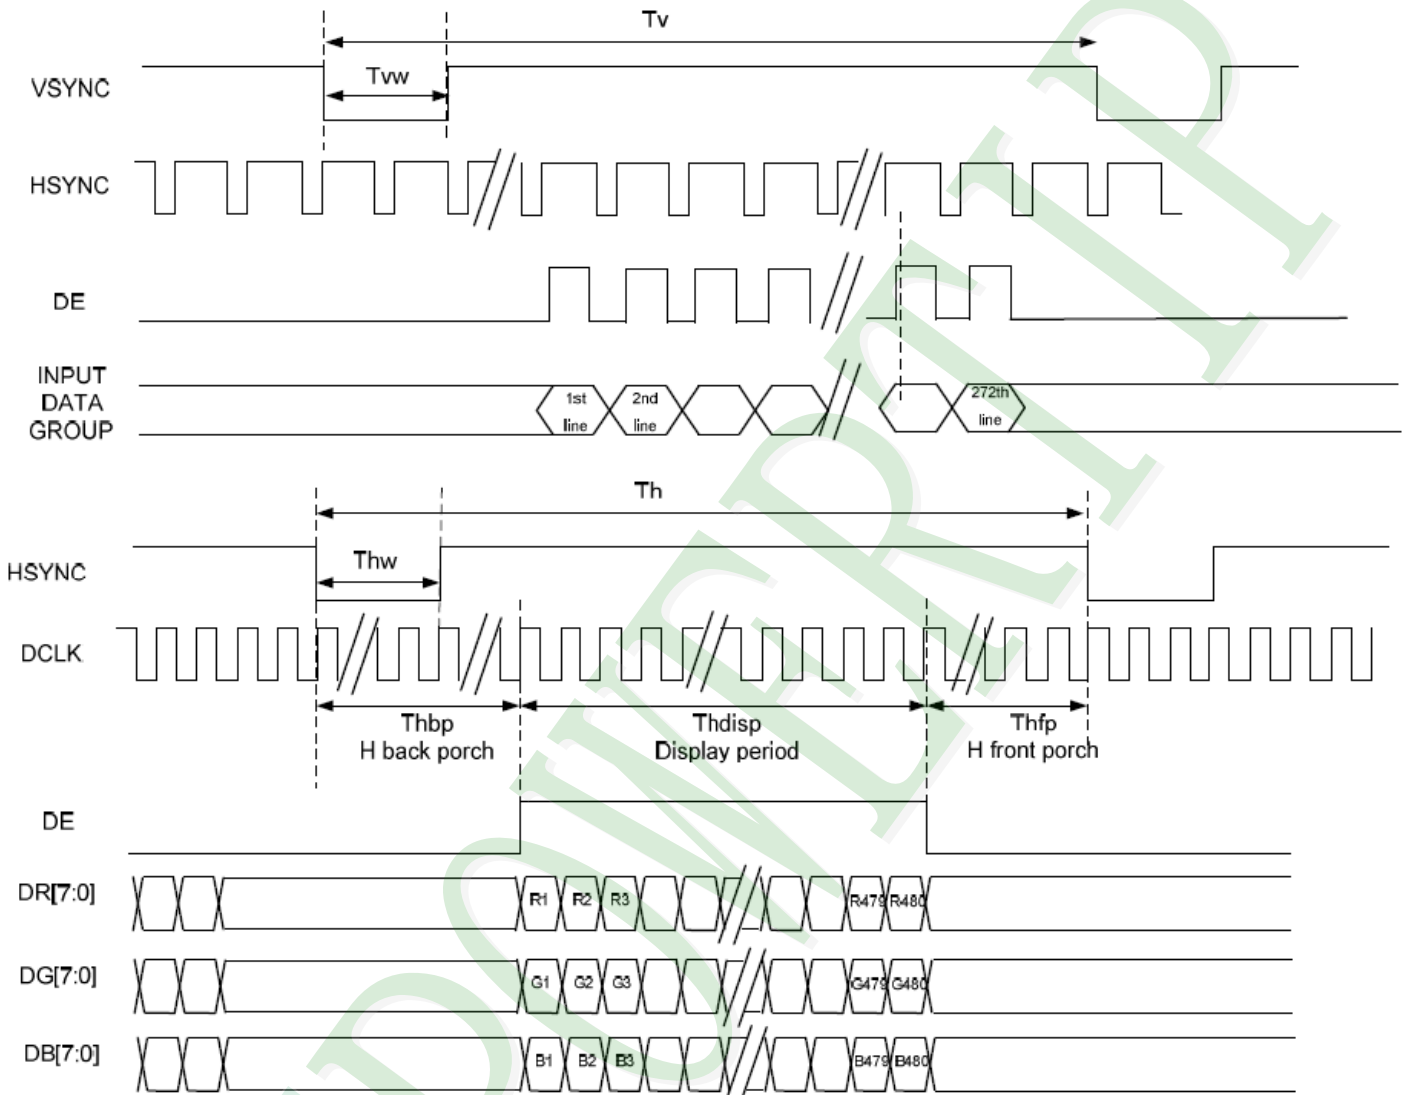 Tv
Tvw
VSYNC
HSYNC
DE
INPUT
DATA
GROUP
1st
line
2nd
line
272th
line
Th
Thw
HSYNC
DCLK
Thbp
H back porch
Thdisp
Display period
Thfp
H front porch
DE
DR[7:0]
R1 R2 R3 R479 R480
DG[7:0]
G1 G2 G3 G479 G480
DB[7:0]
B1 B2 B3 B479 B480
POWERTIP